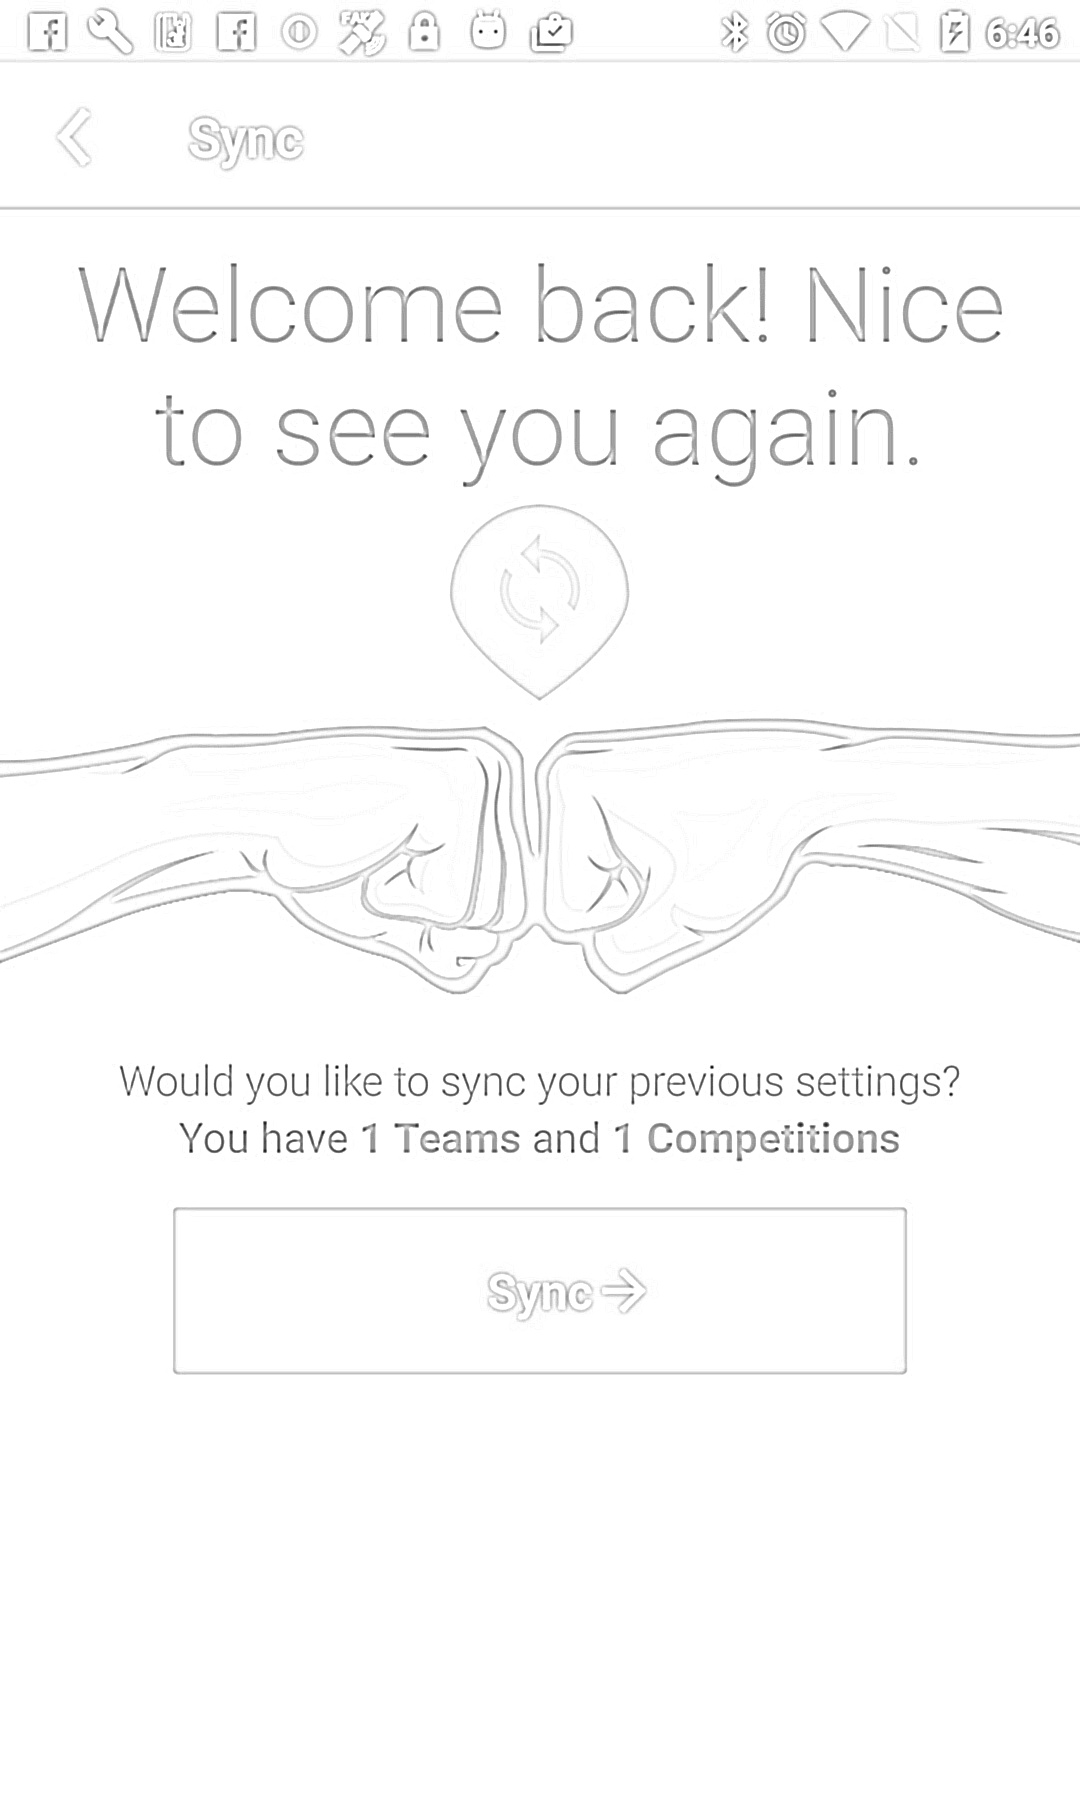 6:46
Sync
Welcome back! Nice
to see you again.
Would you like to sync your previous settings?
You have 1 Teams and 1 Competitions
Sync